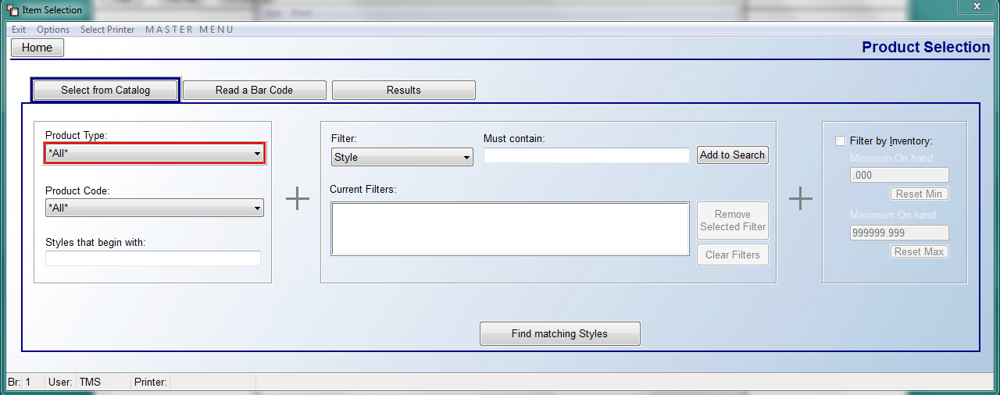 Item Selection
Exit Options Select Printer M A S T E R M E N U
Home
Product Selection
Select from Catalog
Read a Bar Code
Results
Product Type:
*All*
Product Code:
*All*
Styles that begin with:
Filter:
Must contain:
Style
Add to Search
Current Filters:
Remove
Selected Filter
Clear Filters
Filter by Inventory:
Minimum On hand:
.000
Reset Min
Maximum On hand:
999999.999
Reset Max
Find matching Styles
Br: 1 User: TMS Printer: